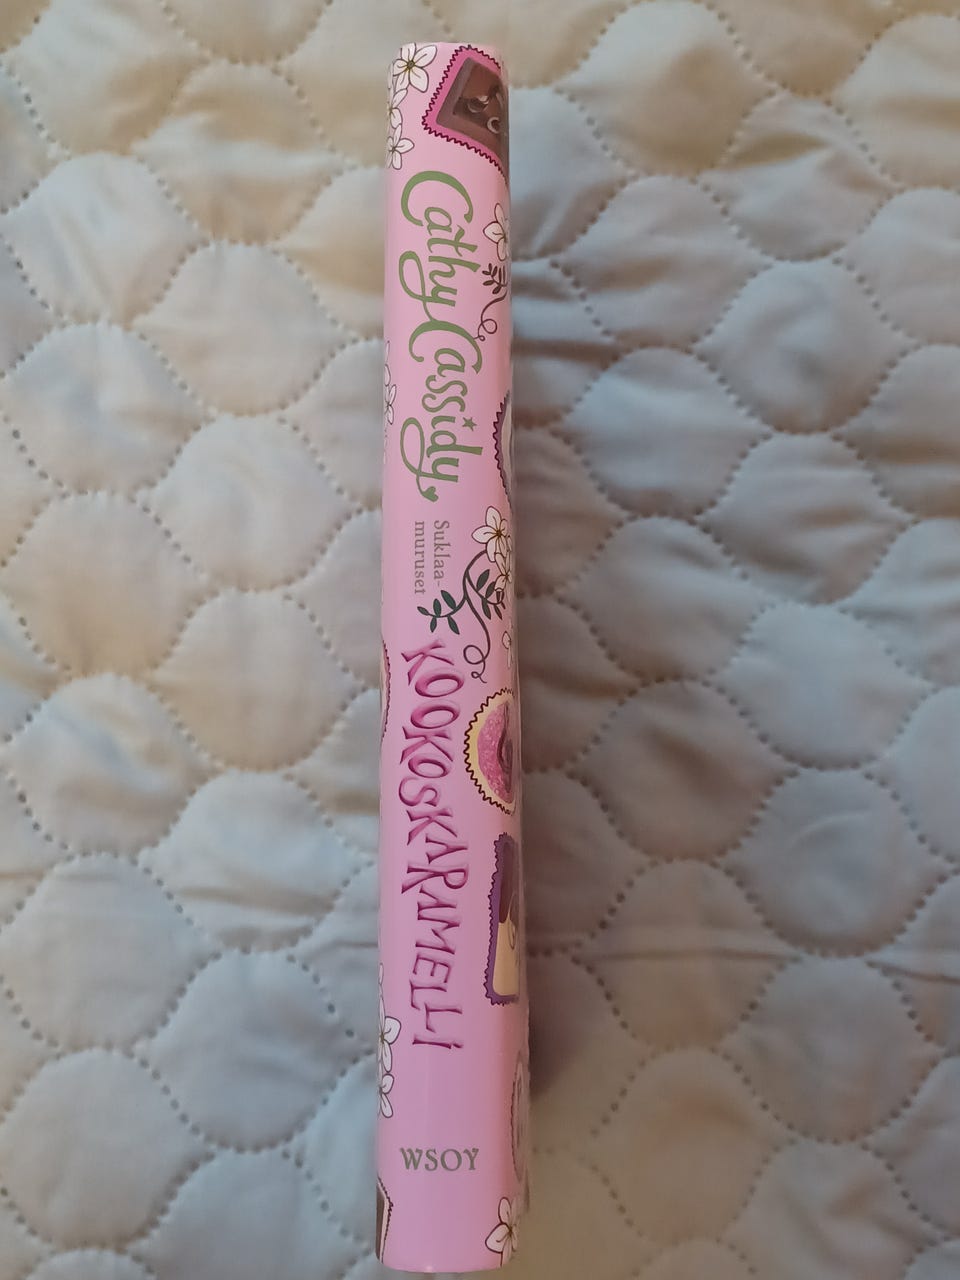 Cathy Cassidy
Suklaa-
muruset
KOOKOSKARAMELLI
WSOY